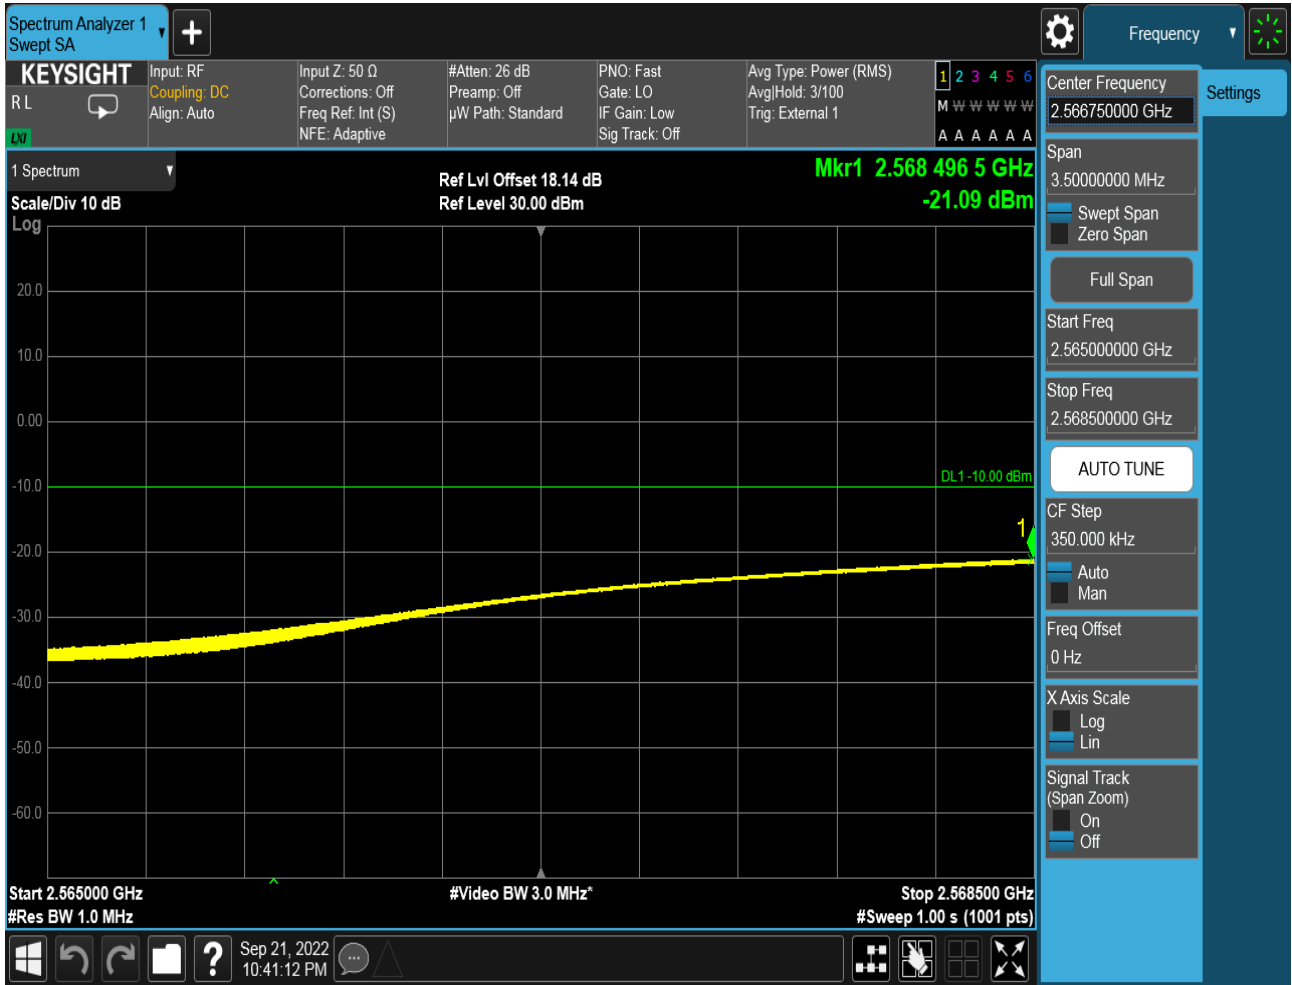 Spectrum Analyzer 1
Swept SA
Frequency
KEYSIGHT
R L
LXI
Input: RF
Coupling: DC
Align: Auto
Input Z: 50 Ω
Corrections: Off
Freq Ref: Int (S)
NFE: Adaptive
#Atten: 26 dB
Preamp: Off
µW Path: Standard
PNO: Fast
Gate: LO
IF Gain: Low
Sig Track: Off
Avg Type: Power (RMS)
Avg|Hold: 3/100
Trig: External 1
1 2 3 4 5 6
M W W W W W
A A A A A A
1 Spectrum
Scale/Div 10 dB
Log
Ref Lvl Offset 18.14 dB
Ref Level 30.00 dBm
Mkr1 2.568 496 5 GHz
-21.09 dBm
20.0
10.0
0.00
-10.0
-20.0
-30.0
-40.0
-50.0
-60.0
DL1 -10.00 dBm
1
Start 2.565000 GHz
#Video BW 3.0 MHz*
Stop 2.568500 GHz
#Res BW 1.0 MHz
#Sweep 1.00 s (1001 pts)
Sep 21, 2022
10:41:12 PM
Center Frequency
2.566750000 GHz
Settings
Span
3.50000000 MHz
Swept Span
Zero Span
Full Span
Start Freq
2.565000000 GHz
Stop Freq
2.568500000 GHz
AUTO TUNE
CF Step
350.000 kHz
Auto
Man
Freq Offset
0 Hz
X Axis Scale
Log
Lin
Signal Track
(Span Zoom)
On
Off